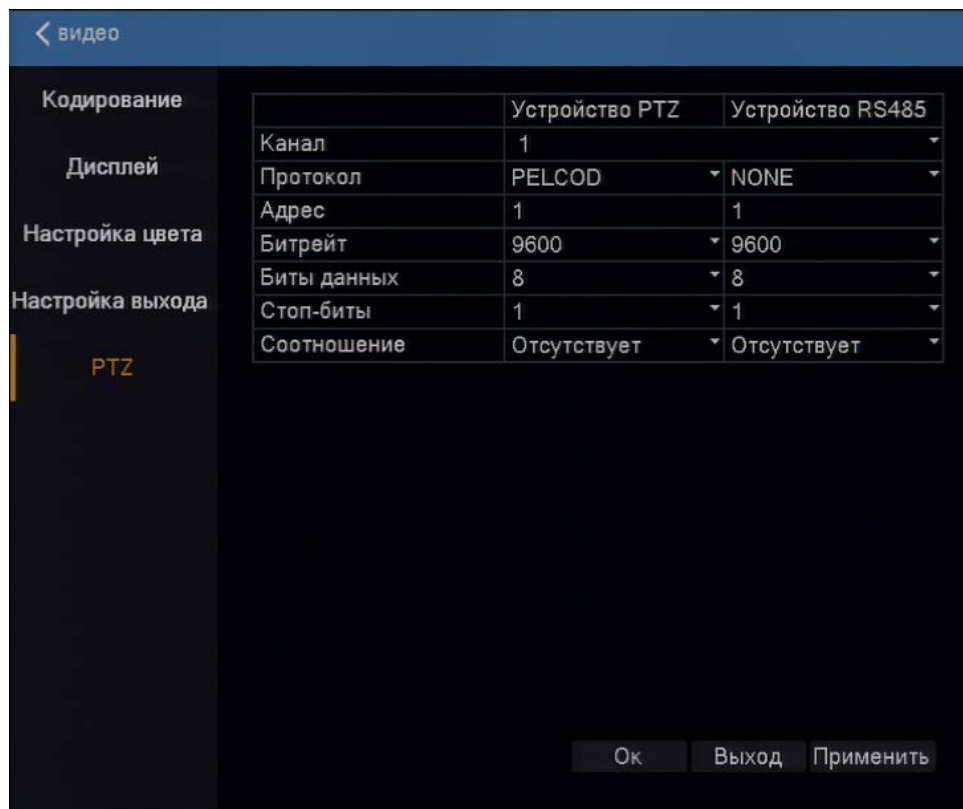 видео
Кодирование
Дисплей
Настройка цвета
Настройка выхода
PTZ
Устройство PTZ Устройство RS485
Канал 1
Протокол PELCOD NONE
Адрес 1 1
Битрейт 9600 9600
Биты данных 8 8
Стоп-биты 1 1
Соотношение Отсутствует Отсутствует
Ок Выход Применить